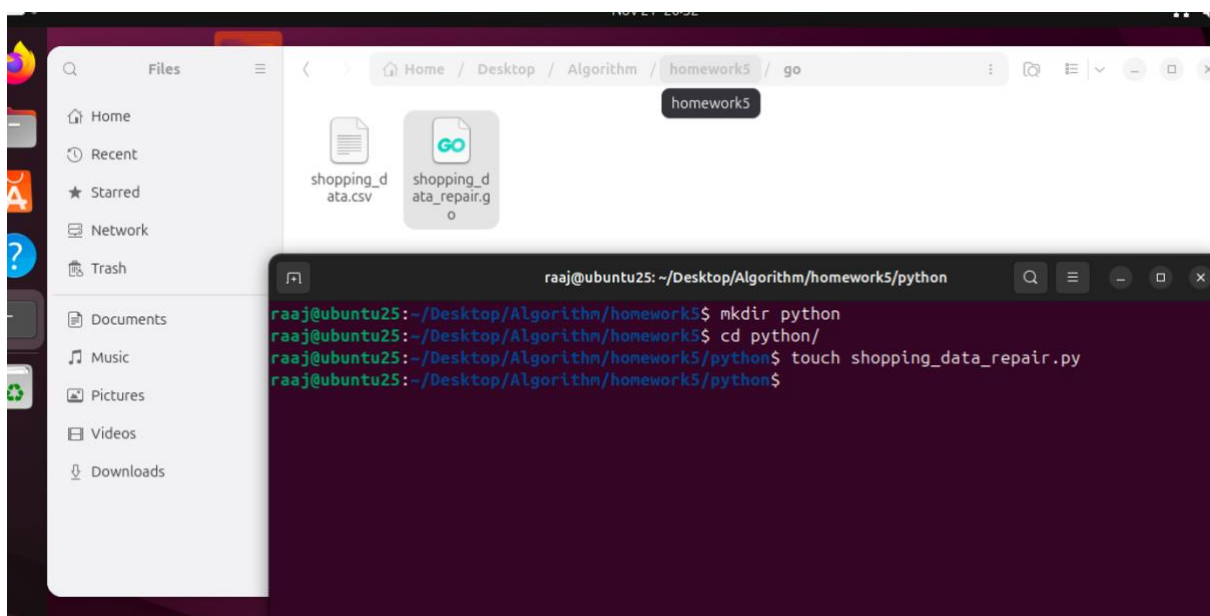 Files
Home / Desktop / Algorithm / homework5 / go
homework5
Home
Recent
Starred
Network
Trash
Documents
Music
Pictures
Videos
Downloads
GO
shopping_d
ata.csv
shopping_d
ata_repair.g
o
raaj@ubuntu25: ~/Desktop/Algorithm/homework5/python
raaj@ubuntu25:~/Desktop/Algorithm/homework5$ mkdir python
raaj@ubuntu25:~/Desktop/Algorithm/homework5$ cd python/
raaj@ubuntu25:~/Desktop/Algorithm/homework5/python$ touch shopping_data_repair.py
raaj@ubuntu25:~/Desktop/Algorithm/homework5/python$